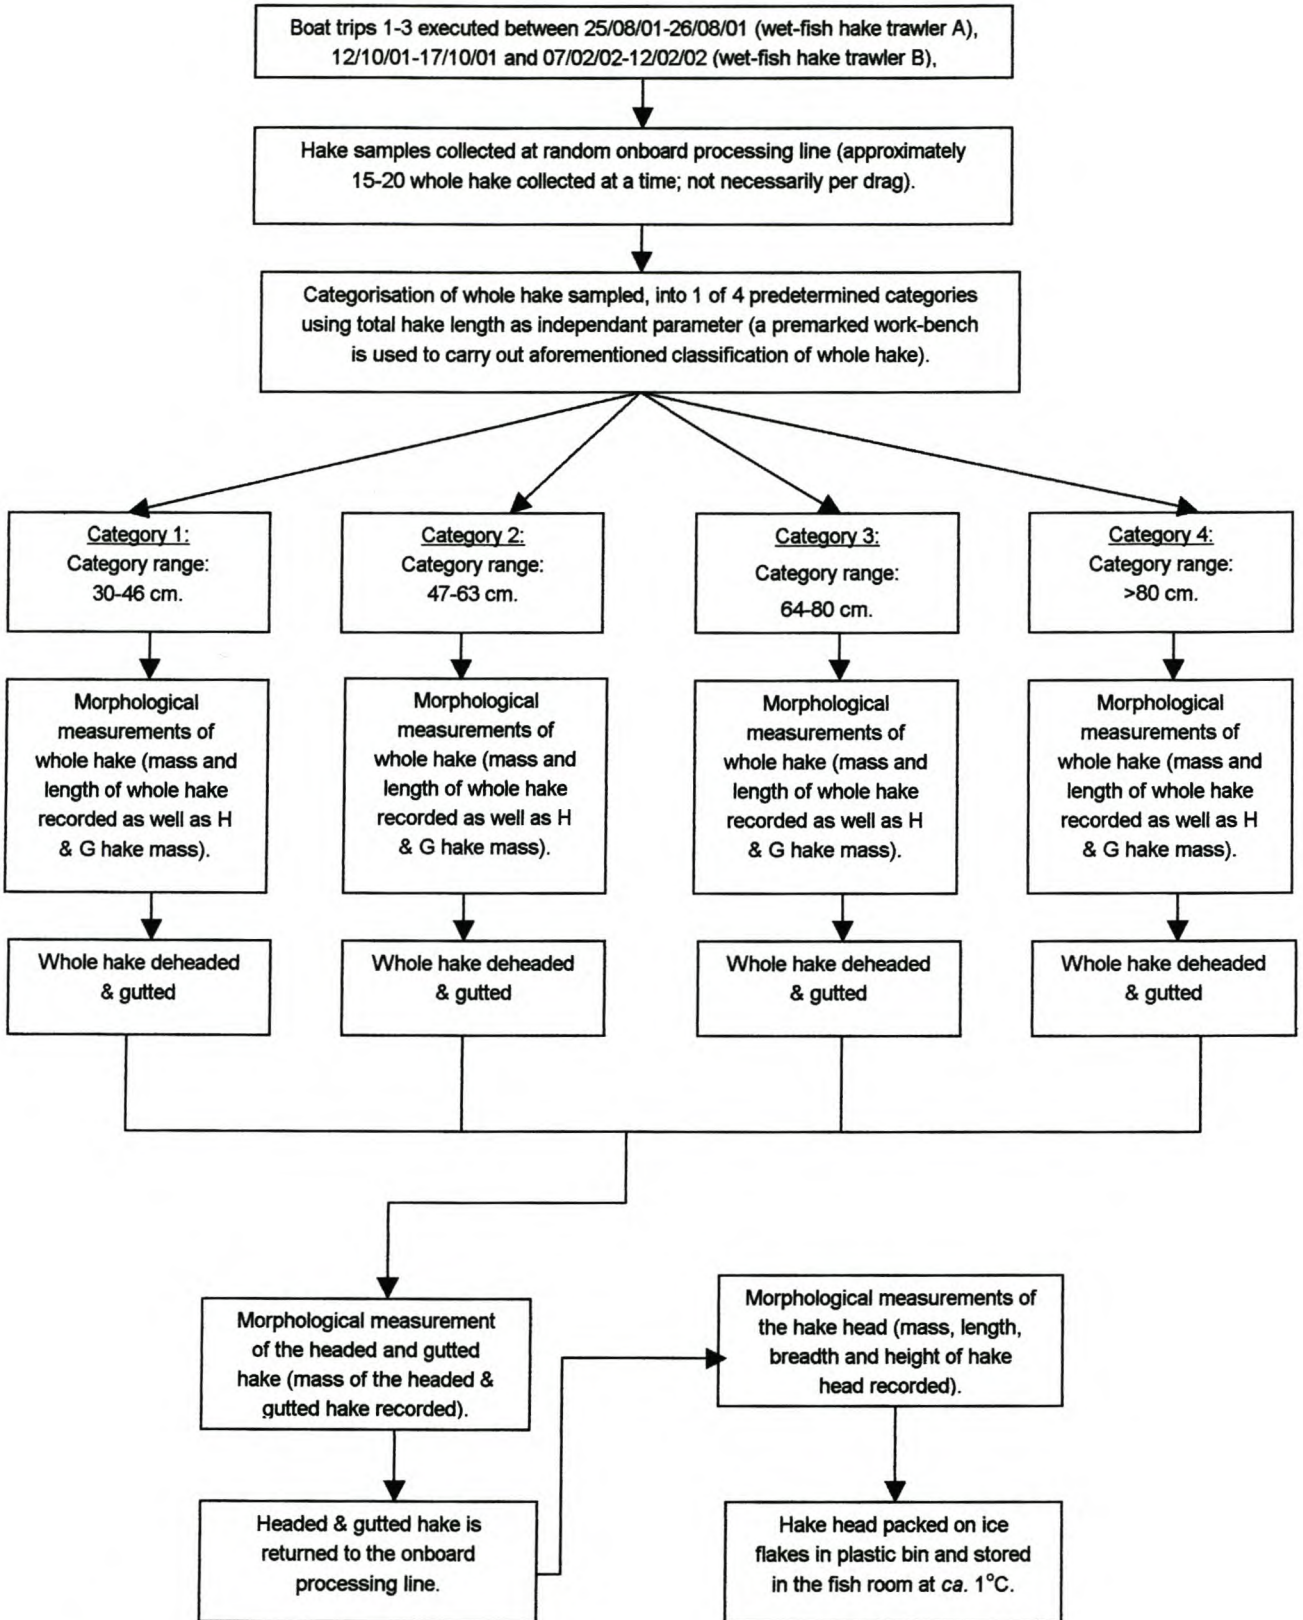 Boat trips 1-3 executed between 25/08/01-26/08/01 (wet-fish hake trawler A),
12/10/01-17/10/01 and 07/02/02-12/02/02 (wet-fish hake trawler B),
Hake samples collected at random onboard processing line (approximately
15-20 whole hake collected at a time; not necessarily per drag).
Categorisation of whole hake sampled, into 1 of 4 predetermined categories
using total hake length as independant parameter (a premarked work-bench
is used to carry out aforementioned classification of whole hake).
Category 1:
Category range:
30-46 cm.
Category 2:
Category range:
47-63 cm.
Category 3:
Category range:
64-80 cm.
Category 4:
Category range:
>80 cm.
Morphological
measurements of
whole hake (mass and
length of whole hake
recorded as well as H
& G hake mass).
Morphological
measurements of
whole hake (mass and
length of whole hake
recorded as well as H
& G hake mass).
Morphological
measurements of
whole hake (mass and
length of whole hake
recorded as well as H
& G hake mass).
Morphological
measurements of
whole hake (mass and
length of whole hake
recorded as well as H
& G hake mass).
Whole hake deheaded
& gutted
Whole hake deheaded
& gutted
Whole hake deheaded
& gutted
Whole hake deheaded
& gutted
Morphological measurement
of the headed and gutted
hake (mass of the headed &
gutted hake recorded).
Headed & gutted hake is
returned to the onboard
processing line.
Morphological measurements of
the hake head (mass, length,
breadth and height of hake
head recorded).
Hake head packed on ice
flakes in plastic bin and stored
in the fish room at ca. 1°C.